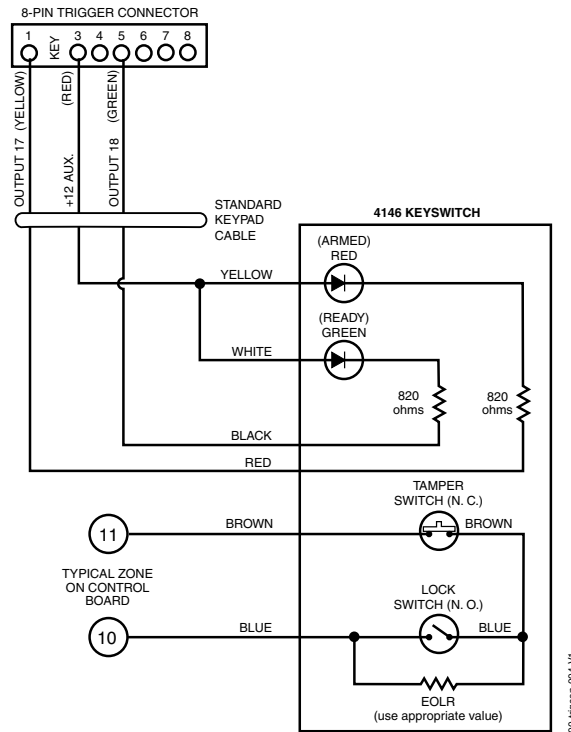 8-PIN TRIGGER CONNECTOR
1 KEY 3 4 5 6 7 8
OUTPUT 17 (YELLOW)
+12 AUX. (RED)
OUTPUT 18 (GREEN)
STANDARD
KEYPAD
CABLE
4146 KEYSWITCH
(ARMED)
RED
YELLOW
(READY)
GREEN
WHITE
820
ohms
820
ohms
BLACK
RED
TAMPER
SWITCH (N. C.)
11
BROWN
BROWN
TYPICAL ZONE
ON CONTROL
BOARD
LOCK
SWITCH (N. O.)
10
BLUE
BLUE
EOLR
(use appropriate value)